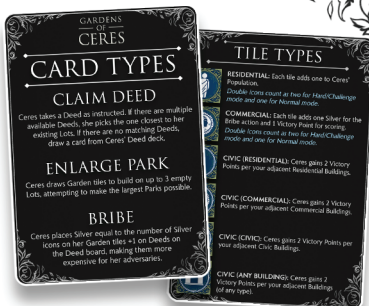 GARDENS
OF
CERES
CARD TYPES
CLAIM DEED
Ceres takes a Deed as instructed. If there are multiple
available Deeds, she picks the one closest to her
existing Lots. If there are no matching Deeds,
draw a card from Ceres' Deed deck.
ENLARGE PARK
Ceres draws Garden tiles to build on up to 3 empty
Lots, attempting to make the largest Parks possible.
BRIBE
Ceres places Silver equal to the number of Silver
icons on her Garden tiles +1 on Deeds on
the Deed board, making them more
expensive for her adversaries.
TILE TYPES
RESIDENTIAL: Each tile adds one to Ceres'
Population.
Double Icons count as two for Hard/Challenge
mode and one for Normal mode.
COMMERCIAL: Each tile adds one Silver for the
Bribe action and 1 Victory Point for scoring.
Double Icons count as two for Hard/Challenge
mode and one for Normal mode.
CIVIC (RESIDENTIAL): Ceres gains 2 Victory
Points per your adjacent Residential Buildings.
CIVIC (COMMERCIAL): Ceres gains 2 Victory
Points per your adjacent Commercial Buildings.
CIVIC (CIVIC): Ceres gains 2 Victory Points per
your adjacent Civic Buildings.
CIVIC (ANY BUILDING): Ceres gains 2
Victory Points per your adjacent Buildings
(of any type).